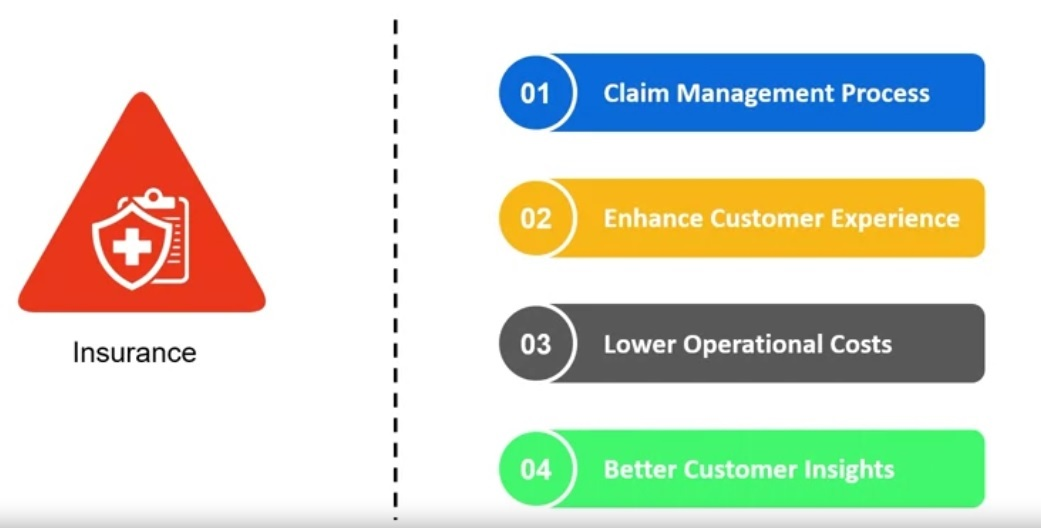 01 Claim Management Process
02 Enhance Customer Experience
Insurance
03 Lower Operational Costs
04 Better Customer Insights